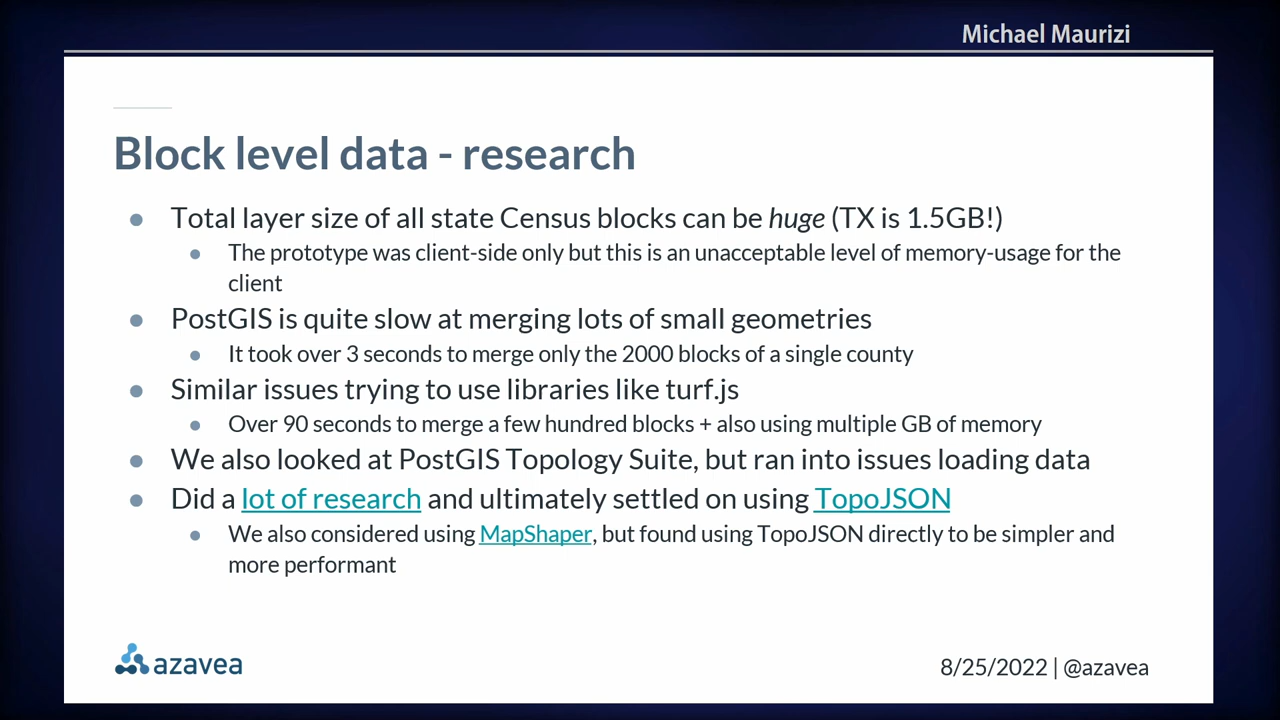 Michael Maurizi
Block level data - research
Total layer size of all state Census blocks can be huge (TX is 1.5GB!)
The prototype was client-side only but this is an unacceptable level of memory-usage for the
client
PostGIS is quite slow at merging lots of small geometries
It took over 3 seconds to merge only the 2000 blocks of a single county
Similar issues trying to use libraries like turf.js
Over 90 seconds to merge a few hundred blocks + also using multiple GB of memory
We also looked at PostGIS Topology Suite, but ran into issues loading data
Did a lot of research and ultimately settled on using TopoJSON
We also considered using MapShaper, but found using TopoJSON directly to be simpler and
more performant
azavea
8/25/2022 | @azavea